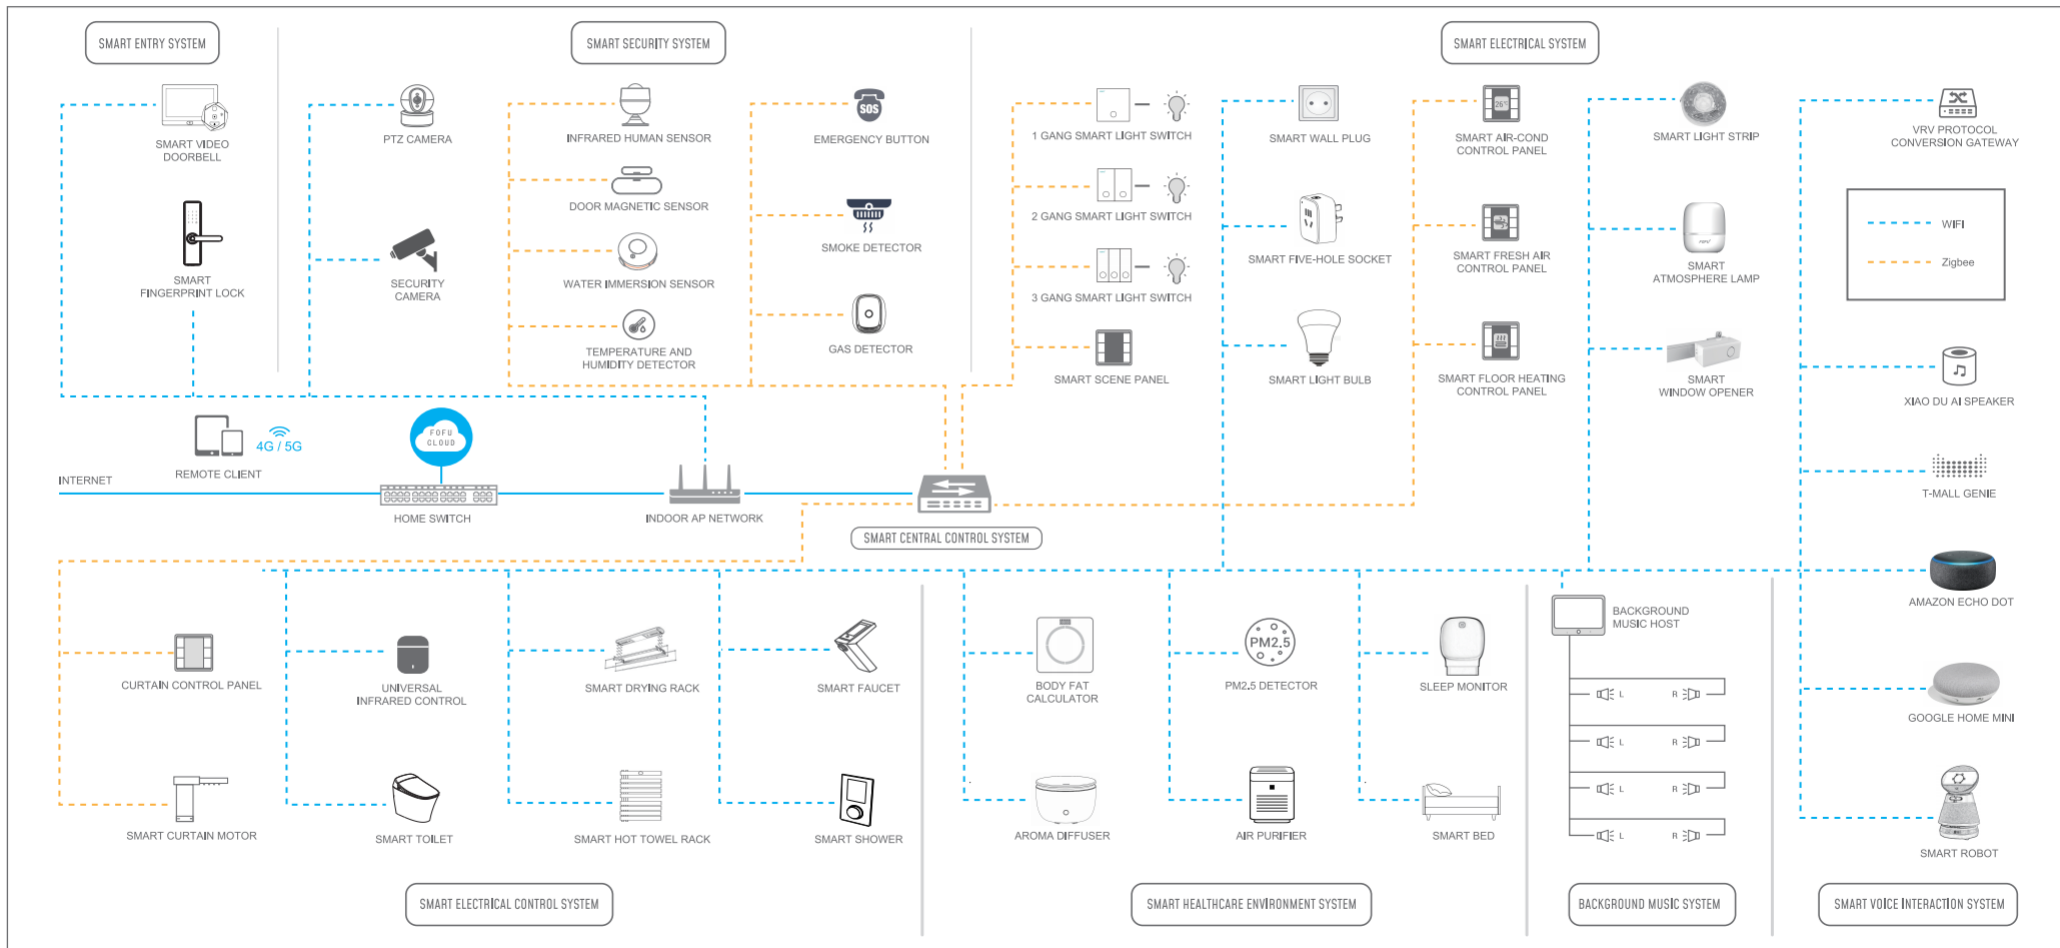 SMART ENTRY SYSTEM
SMART SECURITY SYSTEM
SMART ELECTRICAL SYSTEM
SMART VIDEO
DOORBELL
SMART
FINGERPRINT LOCK
PTZ CAMERA
SECURITY
CAMERA
INFRARED HUMAN SENSOR
DOOR MAGNETIC SENSOR
WATER IMMERSION SENSOR
TEMPERATURE AND
HUMIDITY DETECTOR
SOS
EMERGENCY BUTTON
SMOKE DETECTOR
GAS DETECTOR
1 GANG SMART LIGHT SWITCH
2 GANG SMART LIGHT SWITCH
3 GANG SMART LIGHT SWITCH
SMART SCENE PANEL
SMART WALL PLUG
SMART FIVE-HOLE SOCKET
SMART LIGHT BULB
26°
SMART AIR-COND
CONTROL PANEL
SMART FRESH AIR
CONTROL PANEL
SMART FLOOR HEATING
CONTROL PANEL
SMART LIGHT STRIP
SMART
ATMOSPHERE LAMP
SMART
WINDOW OPENER
VRV PROTOCOL
CONVERSION GATEWAY
WIFI
Zigbee
XIAO DU AI SPEAKER
T-MALL GENIE
AMAZON ECHO DOT
GOOGLE HOME MINI
SMART ROBOT
REMOTE CLIENT
4G / 5G
FOFU
CLOUD
INTERNET
HOME SWITCH
INDOOR AP NETWORK
SMART CENTRAL CONTROL SYSTEM
CURTAIN CONTROL PANEL
UNIVERSAL
INFRARED CONTROL
SMART DRYING RACK
SMART FAUCET
SMART CURTAIN MOTOR
SMART TOILET
SMART HOT TOWEL RACK
SMART SHOWER
BODY FAT
CALCULATOR
PM2.5
PM2.5 DETECTOR
SLEEP MONITOR
AROMA DIFFUSER
AIR PURIFIER
SMART BED
BACKGROUND
MUSIC HOST
L R
L R
L R
L R
SMART ELECTRICAL CONTROL SYSTEM
SMART HEALTHCARE ENVIRONMENT SYSTEM
BACKGROUND MUSIC SYSTEM
SMART VOICE INTERACTION SYSTEM